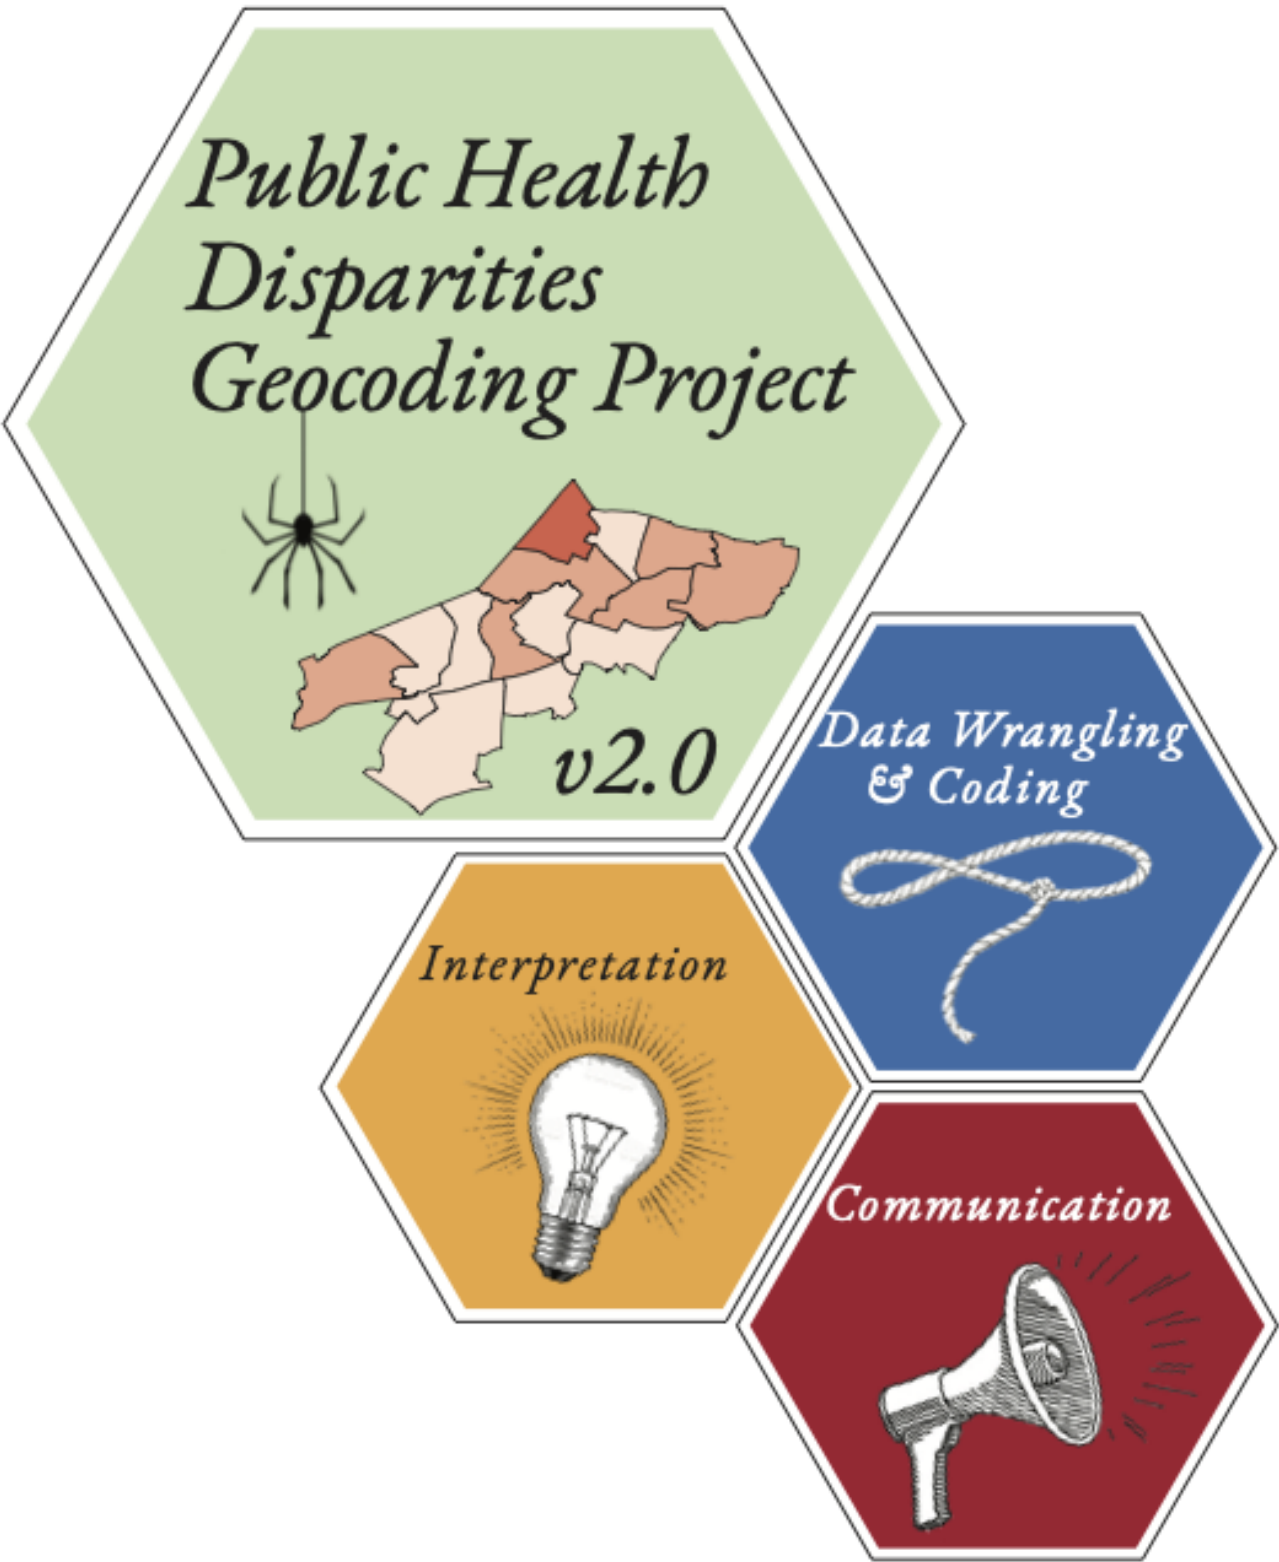 Public Health
Disparities
Geocoding Project
v2.0
Data Wrangling
& Coding
Interpretation
Communication